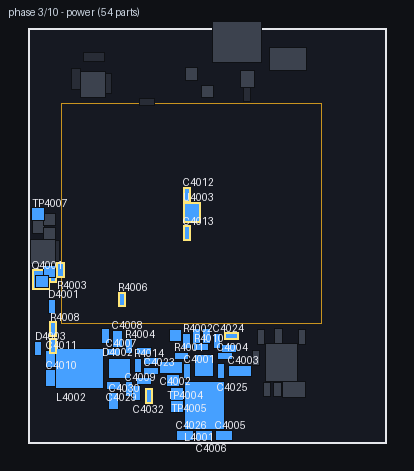 phase 3/10 - power (54 parts)
C4012
C4013
TP4007
R4003
D4001
R4006
R4008
C4008
R4002
C4024
D4003
C4007
R4004
R4010
C4011
D4002
R4014
R4001
C4004
C4010
C4023
C4001
C4003
C4009
C4002
C4030
C4025
L4002
C4029
TP4004
C4032
TP4005
C4026
C4005
L4001
C4006